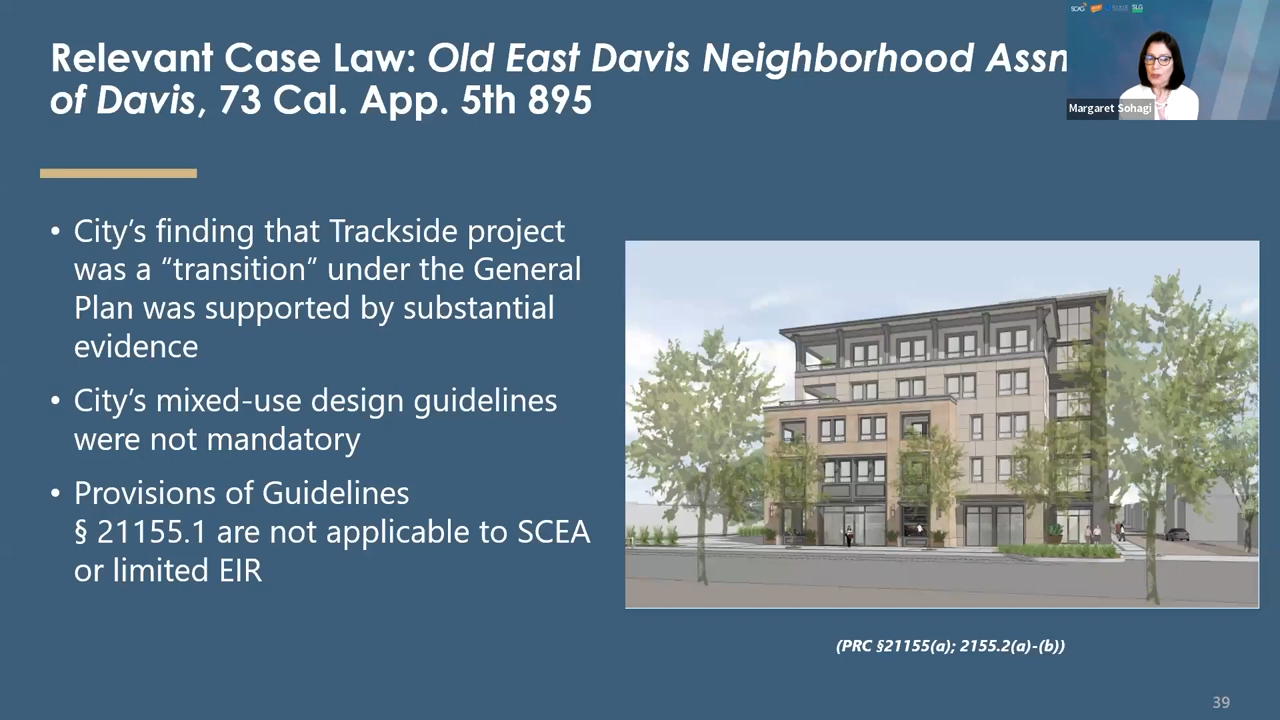 Relevant Case Law: Old East Davis Neighborhood Assn
of Davis, 73 Cal. App. 5th 895
SCAG
SLG
Margaret Sohagi
• City’s finding that Trackside project
was a “transition” under the General
Plan was supported by substantial
evidence
• City’s mixed-use design guidelines
were not mandatory
• Provisions of Guidelines
§ 21155.1 are not applicable to SCEA
or limited EIR
(PRC §21155(a); 2155.2(a)-(b))
39